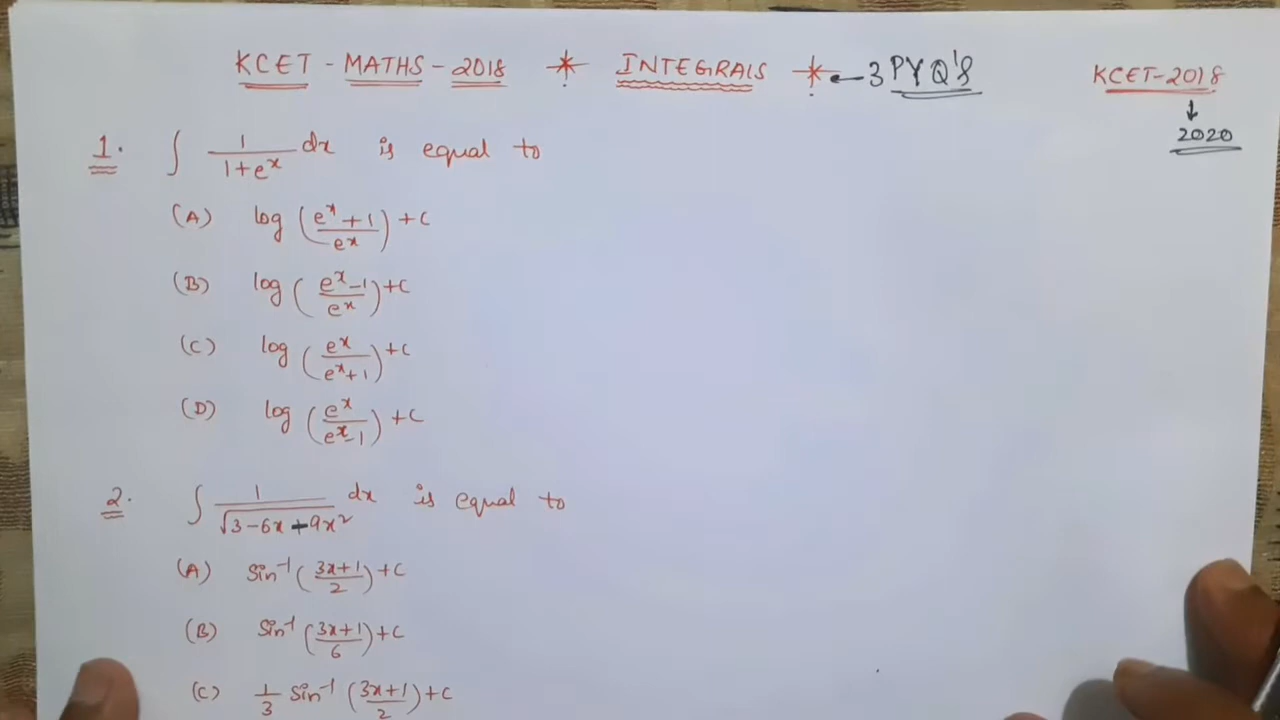 KCET - MATHS - 2018 * INTEGRALS * ← 3 PYQ'S
KCET-2018
↓
2020
1. ∫ 1/(1+e^x) dx is equal to
(A) log ((e^x+1)/e^x) + C
(B) log ((e^x-1)/e^x) + C
(C) log (e^x/(e^x+1)) + C
(D) log (e^x/(e^x-1)) + C
2. ∫ 1/√(3-6x-9x²) dx is equal to
(A) Sin⁻¹ ((3x+1)/2) + C
(B) Sin⁻¹ ((3x+1)/6) + C
(C) 1/3 Sin⁻¹ ((3x+1)/2) + C